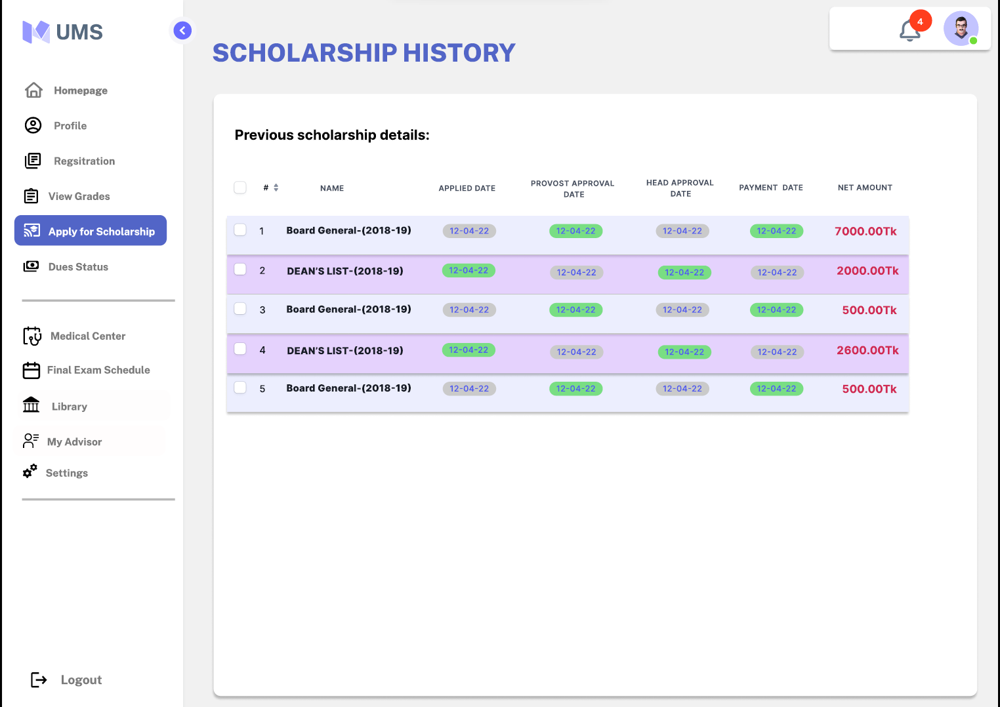 UMS
4
SCHOLARSHIP HISTORY
Homepage
Profile
Regsitration
View Grades
Apply for Scholarship
Dues Status
Medical Center
Final Exam Schedule
Library
My Advisor
Settings
Logout
Previous scholarship details:
# NAME APPLIED DATE PROVOST APPROVAL DATE HEAD APPROVAL DATE PAYMENT DATE NET AMOUNT
1 Board General-(2018-19) 12-04-22 12-04-22 12-04-22 12-04-22 7000.00Tk
2 DEAN’S LIST-(2018-19) 12-04-22 12-04-22 12-04-22 12-04-22 2000.00Tk
3 Board General-(2018-19) 12-04-22 12-04-22 12-04-22 12-04-22 500.00Tk
4 DEAN’S LIST-(2018-19) 12-04-22 12-04-22 12-04-22 12-04-22 2600.00Tk
5 Board General-(2018-19) 12-04-22 12-04-22 12-04-22 12-04-22 500.00Tk